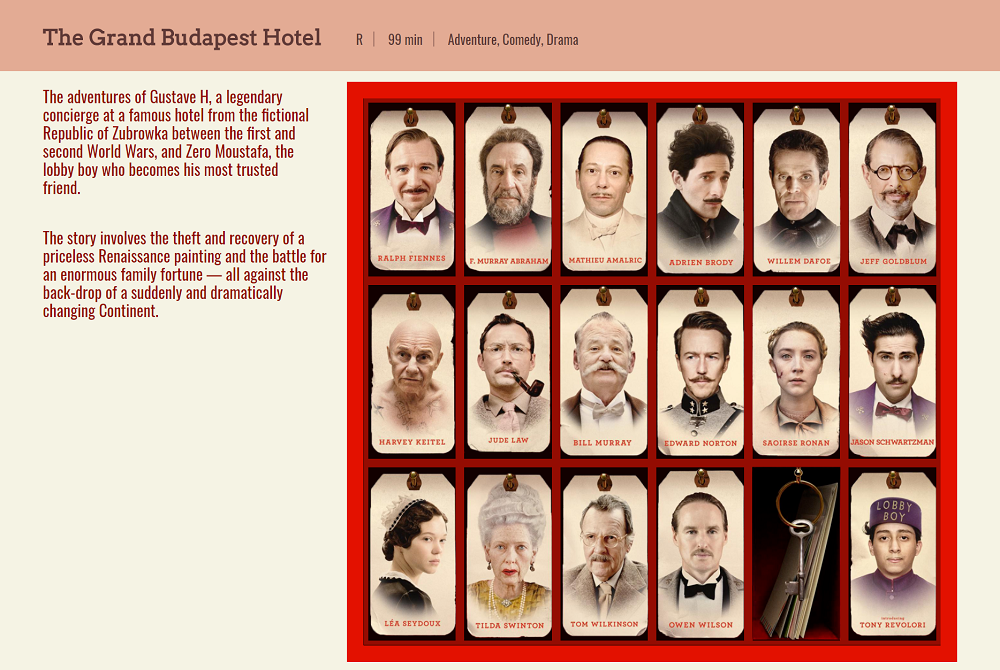 The Grand Budapest Hotel
R | 99 min | Adventure, Comedy, Drama
The adventures of Gustave H, a legendary
concierge at a famous hotel from the fictional
Republic of Zubrowka between the first and
second World Wars, and Zero Moustafa, the
lobby boy who becomes his most trusted
friend.
The story involves the theft and recovery of a
priceless Renaissance painting and the battle for
an enormous family fortune — all against the
back-drop of a suddenly and dramatically
changing Continent.
RALPH FIENNES
F. MURRAY ABRAHAM
MATHIEU AMALRIC
ADRIEN BRODY
WILLEM DAFOE
JEFF GOLDBLUM
HARVEY KEITEL
JUDE LAW
BILL MURRAY
EDWARD NORTON
SAOIRSE RONAN
JASON SCHWARTZMAN
LÉA SEYDOUX
TILDA SWINTON
TOM WILKINSON
OWEN WILSON
LOBBY
BOY
introducing
TONY REVOLORI